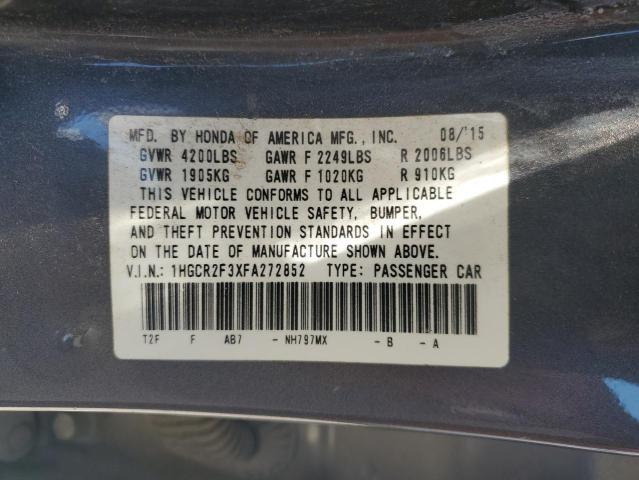 MFD. BY HONDA OF AMERICA MFG., INC. 08/'15
GVWR 4200LBS GAWR F 2249LBS R 2006LBS
GVWR 1905KG GAWR F 1020KG R 910KG
THIS VEHICLE CONFORMS TO ALL APPLICABLE
FEDERAL MOTOR VEHICLE SAFETY, BUMPER,
AND THEFT PREVENTION STANDARDS IN EFFECT
ON THE DATE OF MANUFACTURE SHOWN ABOVE.
V.I.N.: 1HGCR2F3XFA272852 TYPE: PASSENGER CAR
T2F F AB7 - NH797MX - B - A